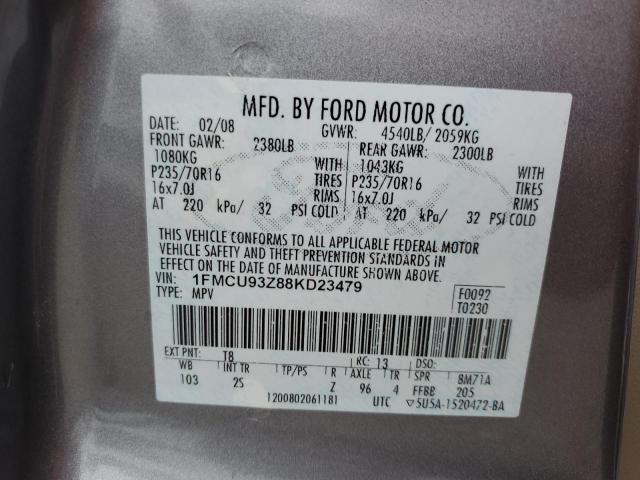 MFD. BY FORD MOTOR CO.
DATE: 02/08 GVWR: 4540LB/ 2059KG
FRONT GAWR: 2380LB REAR GAWR: 2300LB
1080KG WITH 1043KG WITH
P235/70R16 TIRES P235/70R16 TIRES
16x7.0J RIMS 16x7.0J RIMS
AT 220 kPa/ 32 PSI COLD AT 220 kPa/ 32 PSI COLD
THIS VEHICLE CONFORMS TO ALL APPLICABLE FEDERAL MOTOR
VEHICLE SAFETY AND THEFT PREVENTION STANDARDS IN
EFFECT ON THE DATE OF MANUFACTURE SHOWN ABOVE.
VIN: 1FMCU93Z88KD23479 F0092
TYPE: MPV T0230
EXT PNT: T8 RC: 13 DSO:
WB INT TR TP/PS R AXLE TR SPR 8M71A
103 2S Z 96 4 FFBB 205
1200802061181 UTC ▽5U5A-1520472-BA
Ford